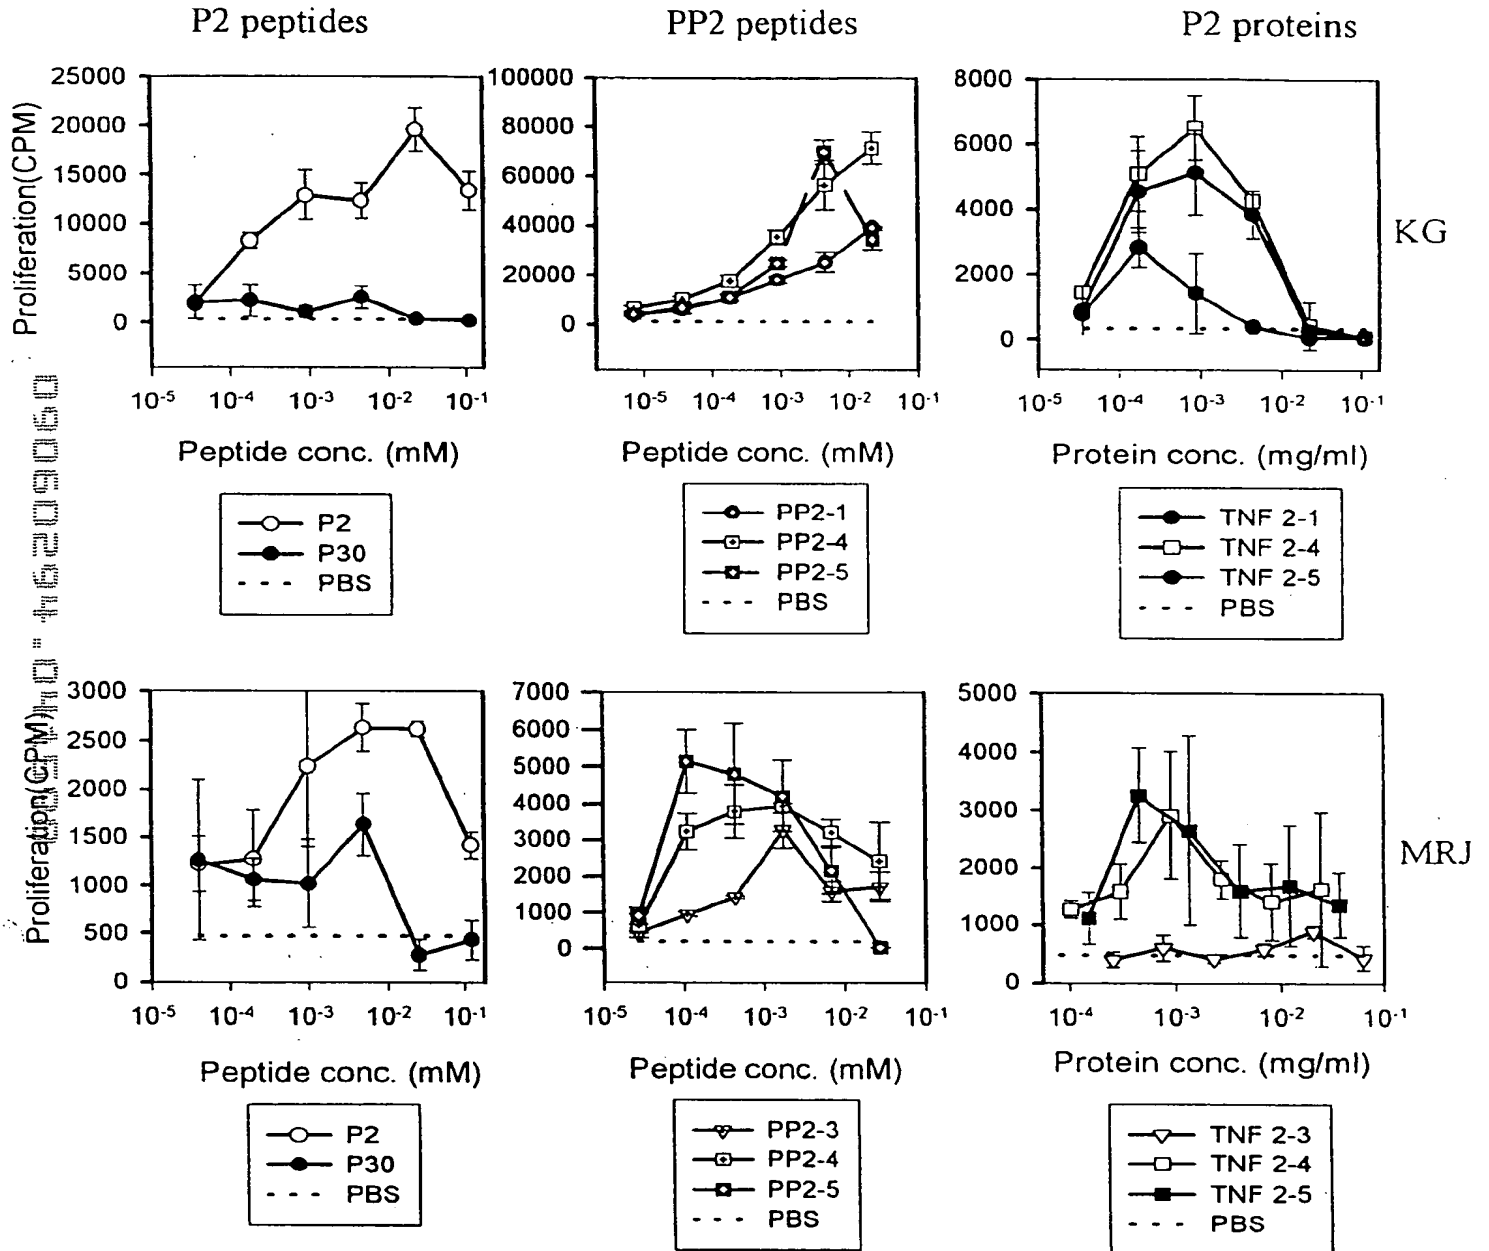 P2 peptides
PP2 peptides
P2 proteins
25000
20000
15000
10000
5000
0
Proliferation(CPM)
10-5
10-4
10-3
10-2
10-1
Peptide conc. (mM)
P2
P30
PBS
100000
80000
60000
40000
20000
0
10-5
10-4
10-3
10-2
10-1
Peptide conc. (mM)
PP2-1
PP2-4
PP2-5
PBS
8000
6000
4000
2000
0
10-5
10-4
10-3
10-2
10-1
Protein conc. (mg/ml)
TNF 2-1
TNF 2-4
TNF 2-5
PBS
KG
3000
2500
2000
1500
1000
500
0
Proliferation(CPM)
10-5
10-4
10-3
10-2
10-1
Peptide conc. (mM)
P2
P30
PBS
7000
6000
5000
4000
3000
2000
1000
0
10-5
10-4
10-3
10-2
10-1
Peptide conc. (mM)
PP2-3
PP2-4
PP2-5
PBS
5000
4000
3000
2000
1000
0
10-4
10-3
10-2
10-1
Protein conc. (mg/ml)
TNF 2-3
TNF 2-4
TNF 2-5
PBS
MRJ